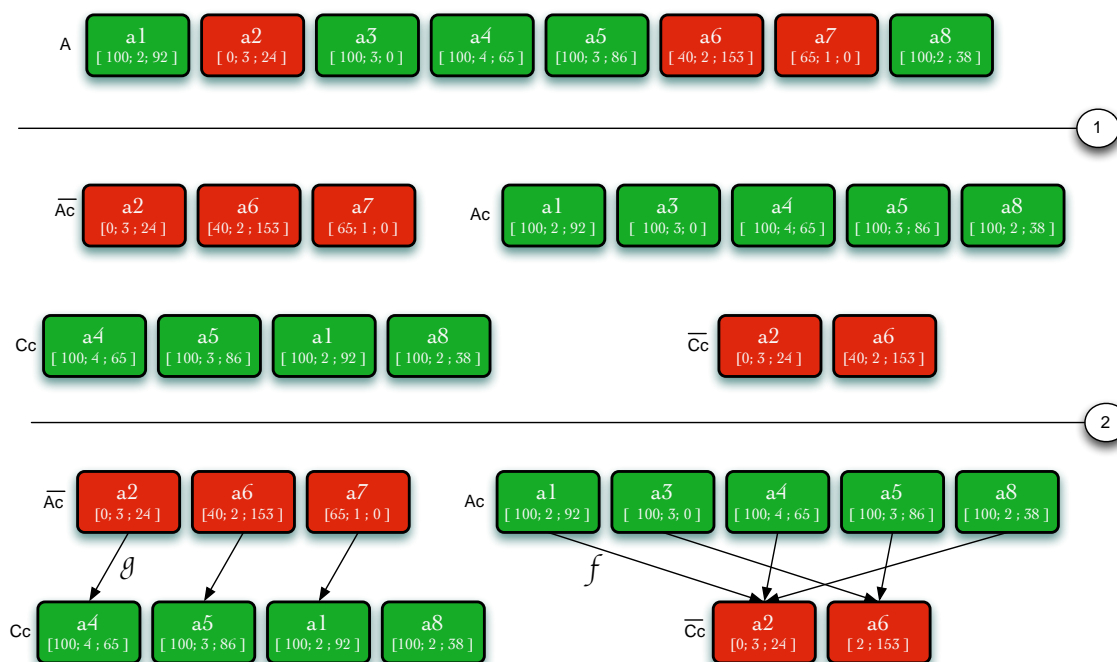 A a1 a2 a3 a4 a5 a6 a7 a8
[ 100; 2; 92] [ 0; 3 ; 24] [100; 3; 0] [100; 4 ; 65] [100; 3 ; 86] [ 40; 2 ; 153] [65; 1 ; 0] [100;2 ; 38]
1
Ac a2 a6 a7 Ac a1 a3 a4 a5 a8
[0; 3 ; 24] [40; 2 ; 153] [ 65; 1 ; 0] [100; 2 ; 92] [ 100; 3; 0] [ 100; 4; 65] [ 100; 3 ; 86] [ 100; 2 ; 38]
Cc a4 a5 a1 a8 Cc a2 a6
[ 100; 4 ; 65] [100; 3 ; 86] [ 100; 2 ; 92] [ 100; 2 ; 38] [0; 3 ; 24] [40; 2 ; 153]
2
Ac a2 a6 a7 Ac a1 a3 a4 a5 a8
[0; 3 ; 24] [40; 2 ; 153] [65; 1 ; 0] [ 100; 2 ; 92] [ 100; 3; 0] [ 100; 4 ; 65] [100; 3 ; 86] [ 100; 2 ; 38]
g f
Cc a4 a5 a1 a8 Cc a2 a6
[100; 4 ; 65] [100; 3 ; 86] [ 100; 2 ; 92] [100; 2 ; 38] [0; 3 ; 24] [ 2 ; 153]